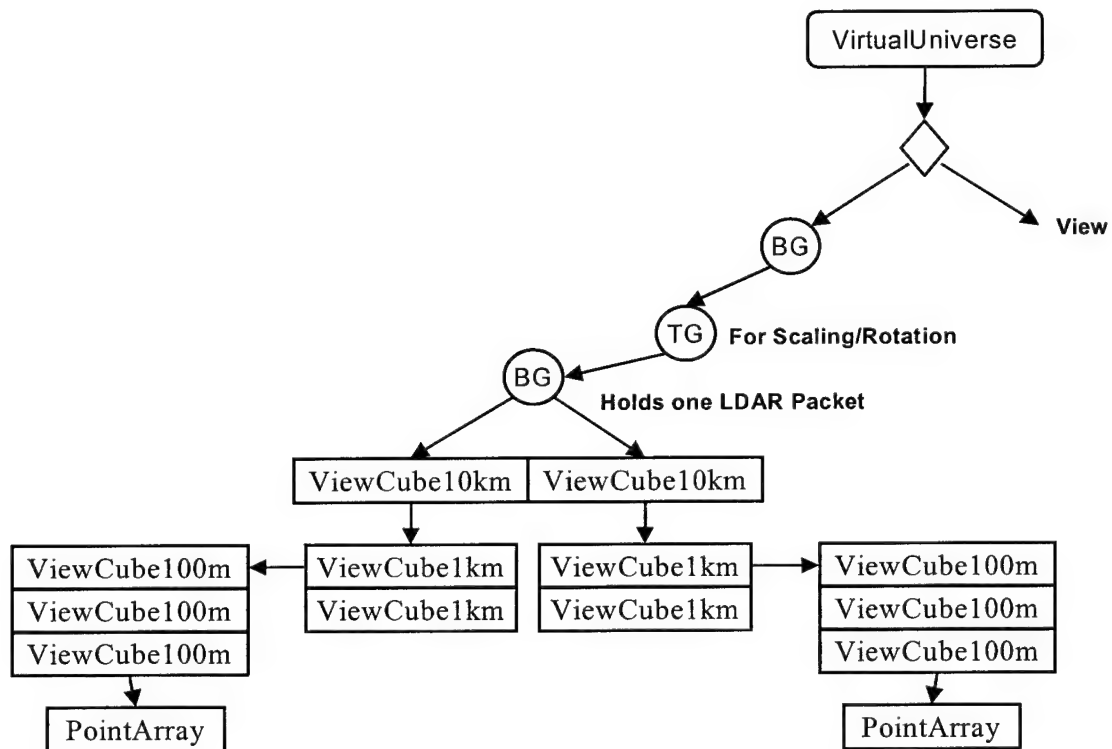 VirtualUniverse
View
BG
TG
For Scaling/Rotation
BG
Holds one LDAR Packet
ViewCube10km
ViewCube10km
ViewCube100m
ViewCube1km
ViewCube1km
ViewCube100m
ViewCube100m
ViewCube1km
ViewCube1km
ViewCube100m
ViewCube100m
ViewCube100m
PointArray
PointArray